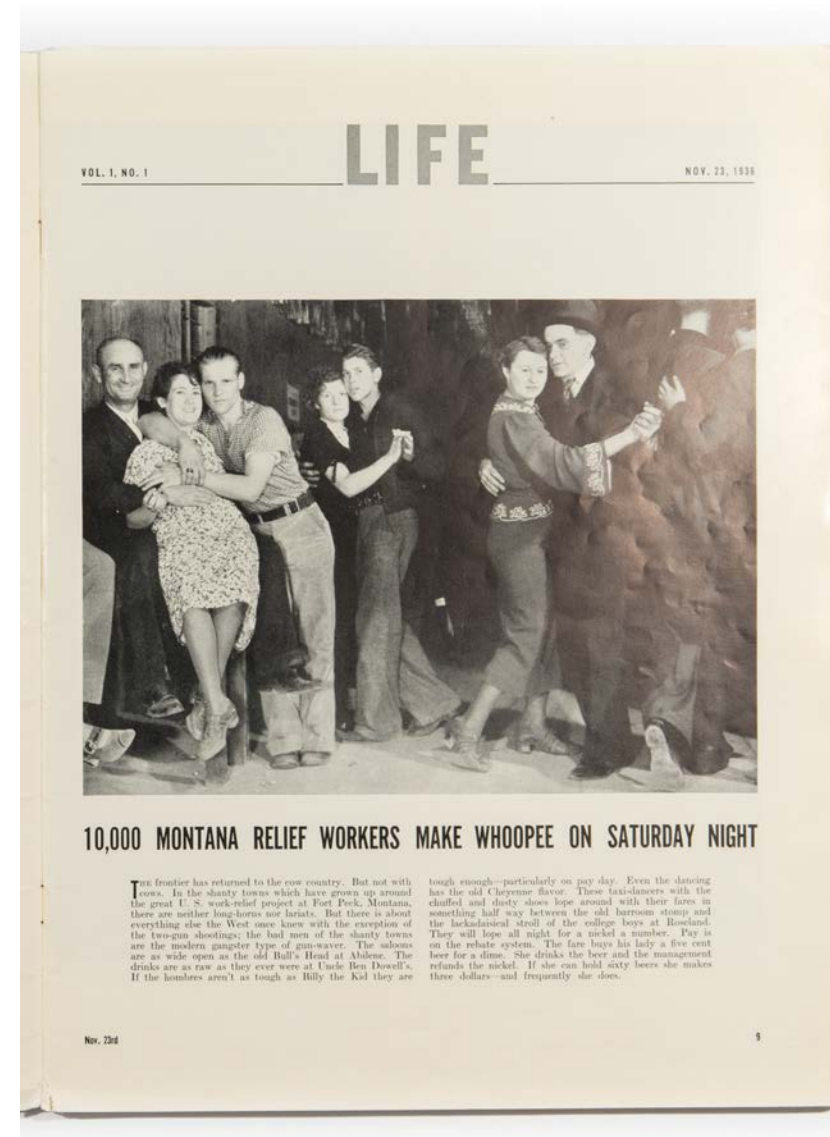 LIFE
VOL. 1, NO. 1
NOV. 23, 1936
10,000 MONTANA RELIEF WORKERS MAKE WHOOPEE ON SATURDAY NIGHT
THE frontier has returned to the cow country. But not with
cows. In the shanty towns which have grown up around
the great U. S. work-relief project at Fort Peck, Montana,
there are neither long-horns nor lariats. But there is about
everything else the West once knew with the exception of
the two-gun shootings; the bad men of the shanty towns
are the modern gangster type of gun-waver. The saloons
are as wide open as the old Bull's Head at Abilene. The
drinks are as raw as they ever were at Uncle Ben Dowell's.
If the hombres aren't as tough as Billy the Kid they are
tough enough—particularly on pay day. Even the dancing
has the old Cheyenne flavor. These taxi-dancers with the
chuffed and dusty shoes lope around with their fares in
something half way between the old barroom stomp and
the lackadaisical stroll of the college boys at Roseland.
They will lope all night for a nickel a number. Pay is
on the rebate system. The fare buys his lady a five cent
beer for a dime. She drinks the beer and the management
refunds the nickel. If she can hold sixty beers she makes
three dollars—and frequently she does.
Nov. 23rd
9